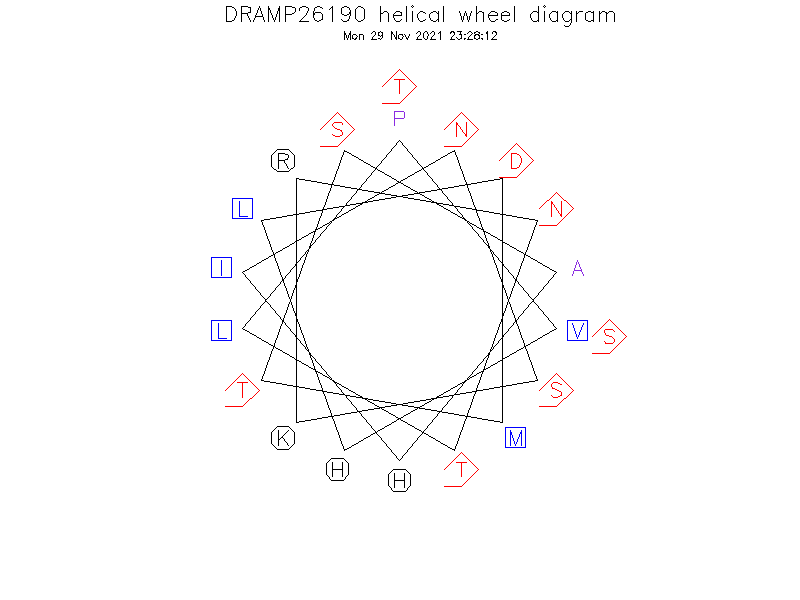 DRAMP26190 helical wheel diagram
Mon 29 Nov 2021 23:28:12
T
S P N
R D
L N
I A
L V S
T S
K M
H H T